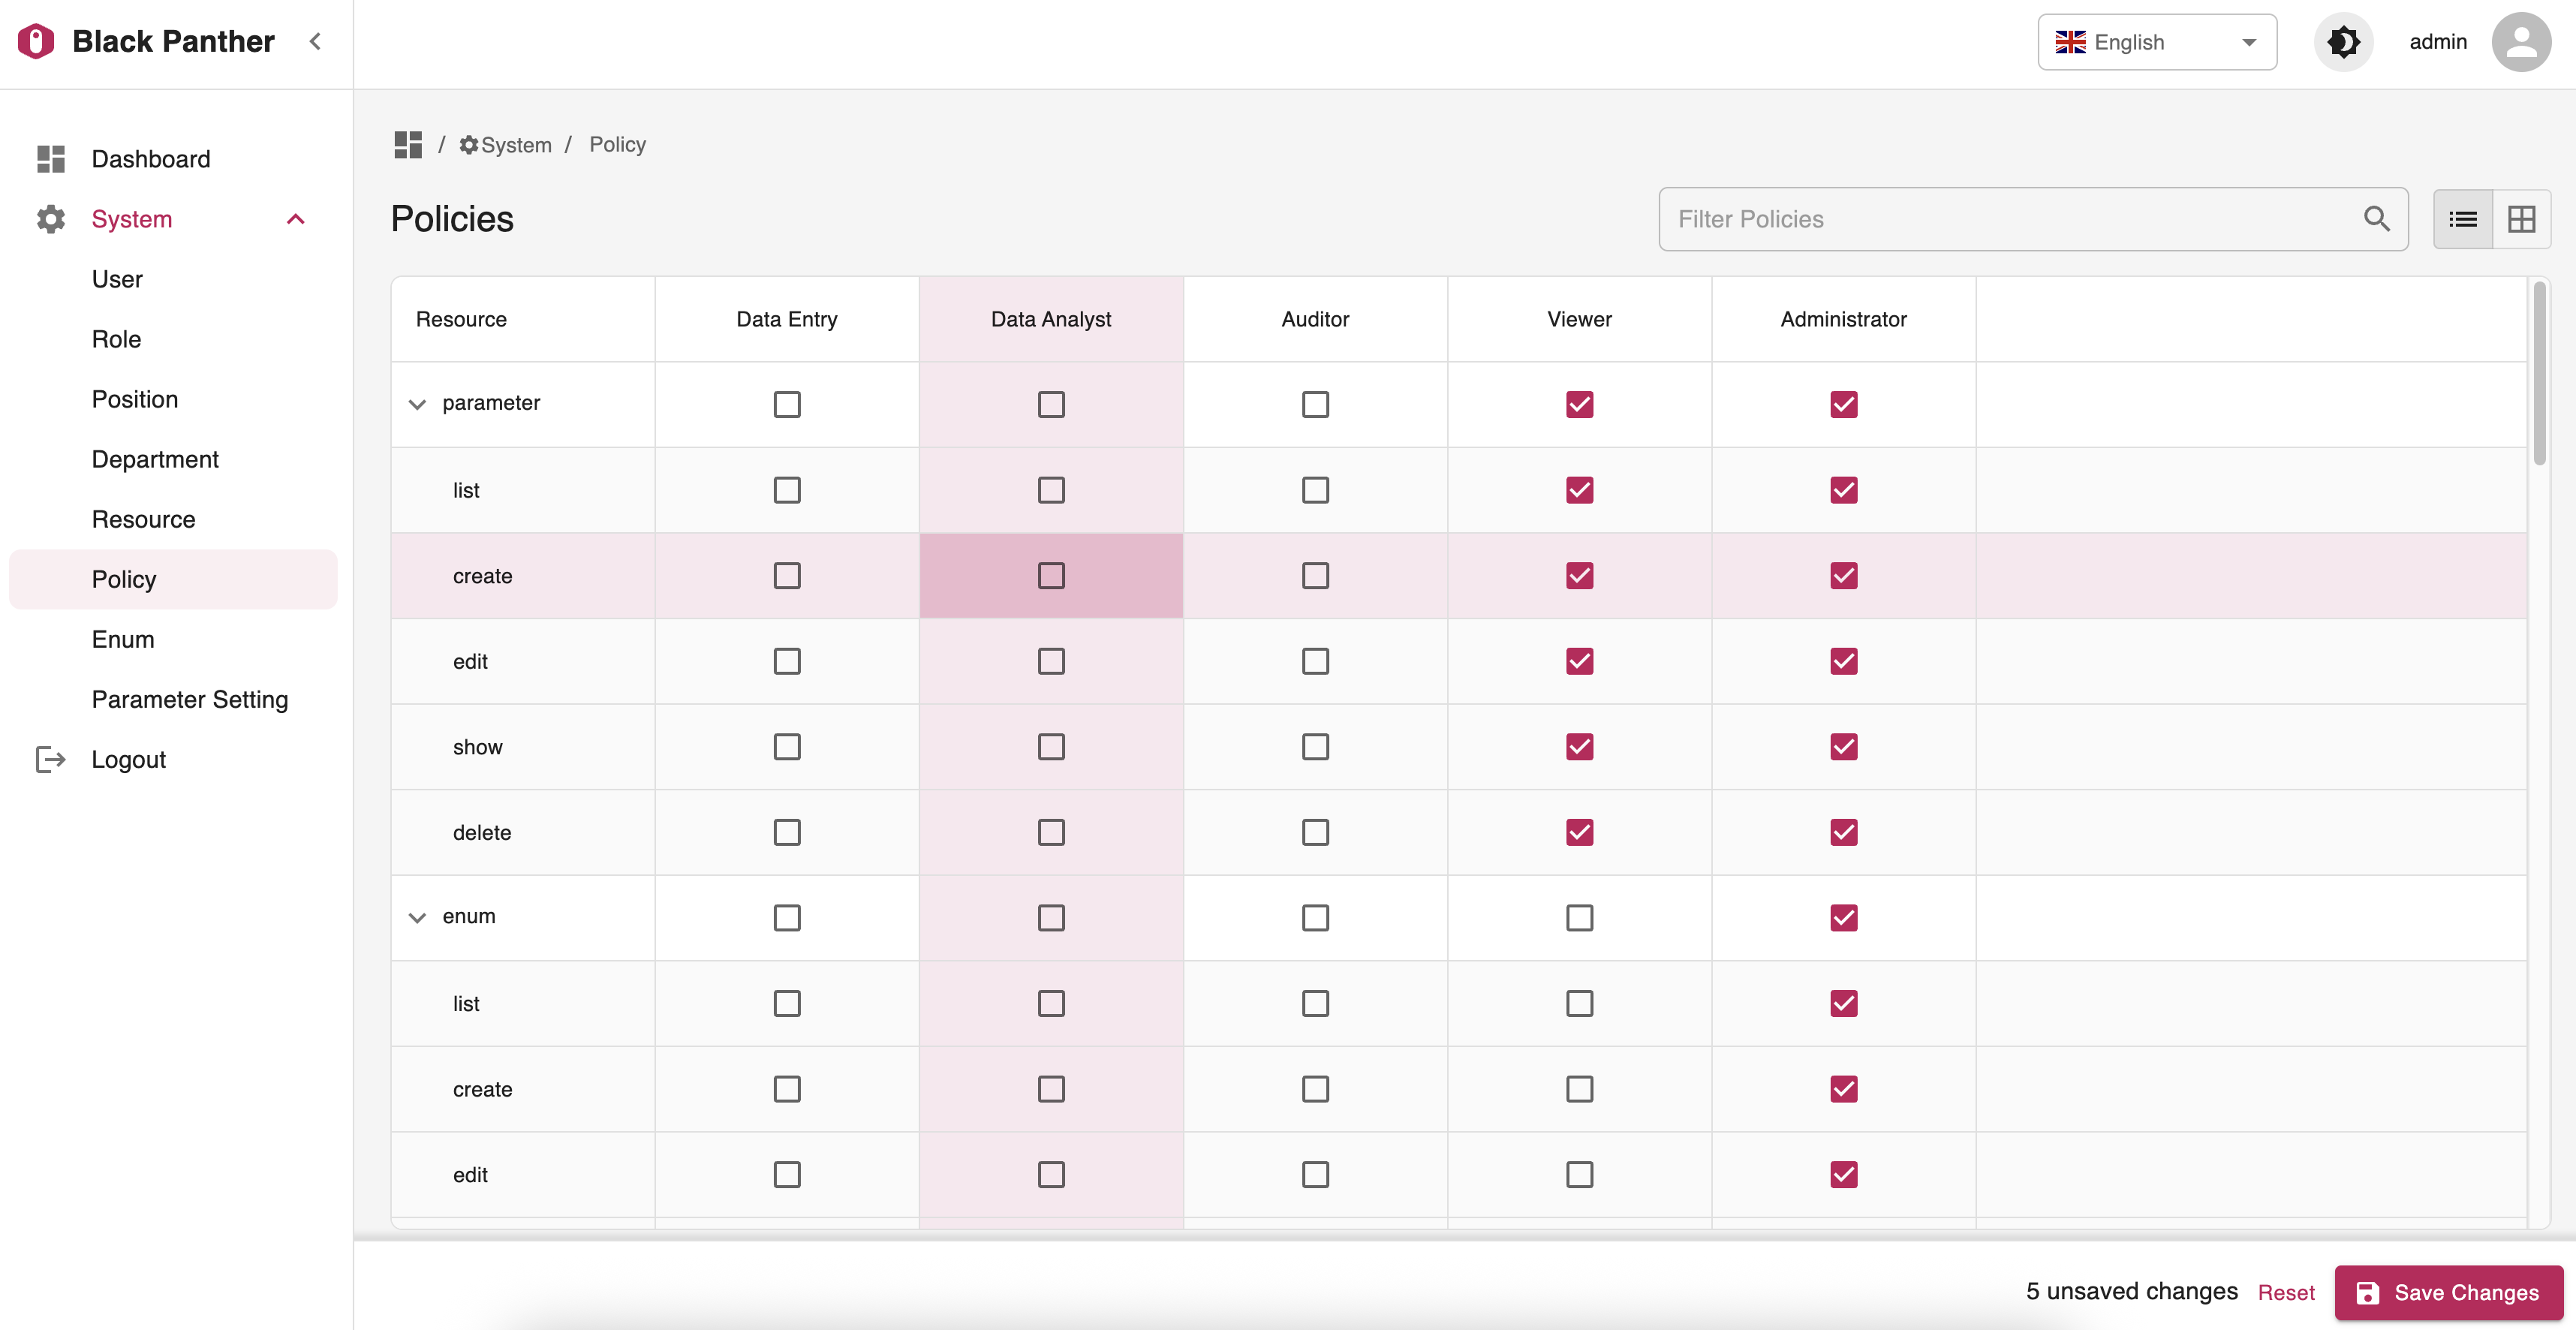 Black Panther
English
admin
Dashboard
System
User
Role
Position
Department
Resource
Policy
Enum
Parameter Setting
Logout
/ System / Policy
Policies
Filter Policies
Resource Data Entry Data Analyst Auditor Viewer Administrator
parameter
list
create
edit
show
delete
enum
list
create
edit
5 unsaved changes Reset Save Changes